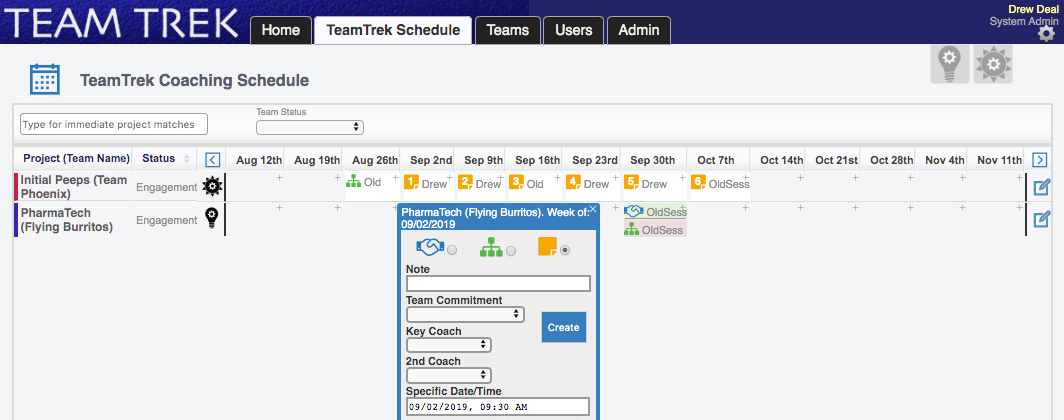 TEAM TREK
Home
TeamTrek Schedule
Teams
Users
Admin
Drew Deal
System Admin
TeamTrek Coaching Schedule
Type for immediate project matches
Team Status
Project (Team Name) Status Aug 12th Aug 19th Aug 26th Sep 2nd Sep 9th Sep 16th Sep 23rd Sep 30th Oct 7th Oct 14th Oct 21st Oct 28th Nov 4th Nov 11th
Initial Peeps (Team
Phoenix)
Engagement
+ + Old + 1 Drew + 2 Drew + 3 Old + 4 Drew + 5 Drew + 6 OldSess + + + + + +
PharmaTech
(Flying Burritos)
Engagement
+ + + + + + + +
OldSess
OldSess
PharmaTech (Flying Burritos). Week of:
09/02/2019
Note
Team Commitment
Create
Key Coach
2nd Coach
Specific Date/Time
09/02/2019, 09:30 AM